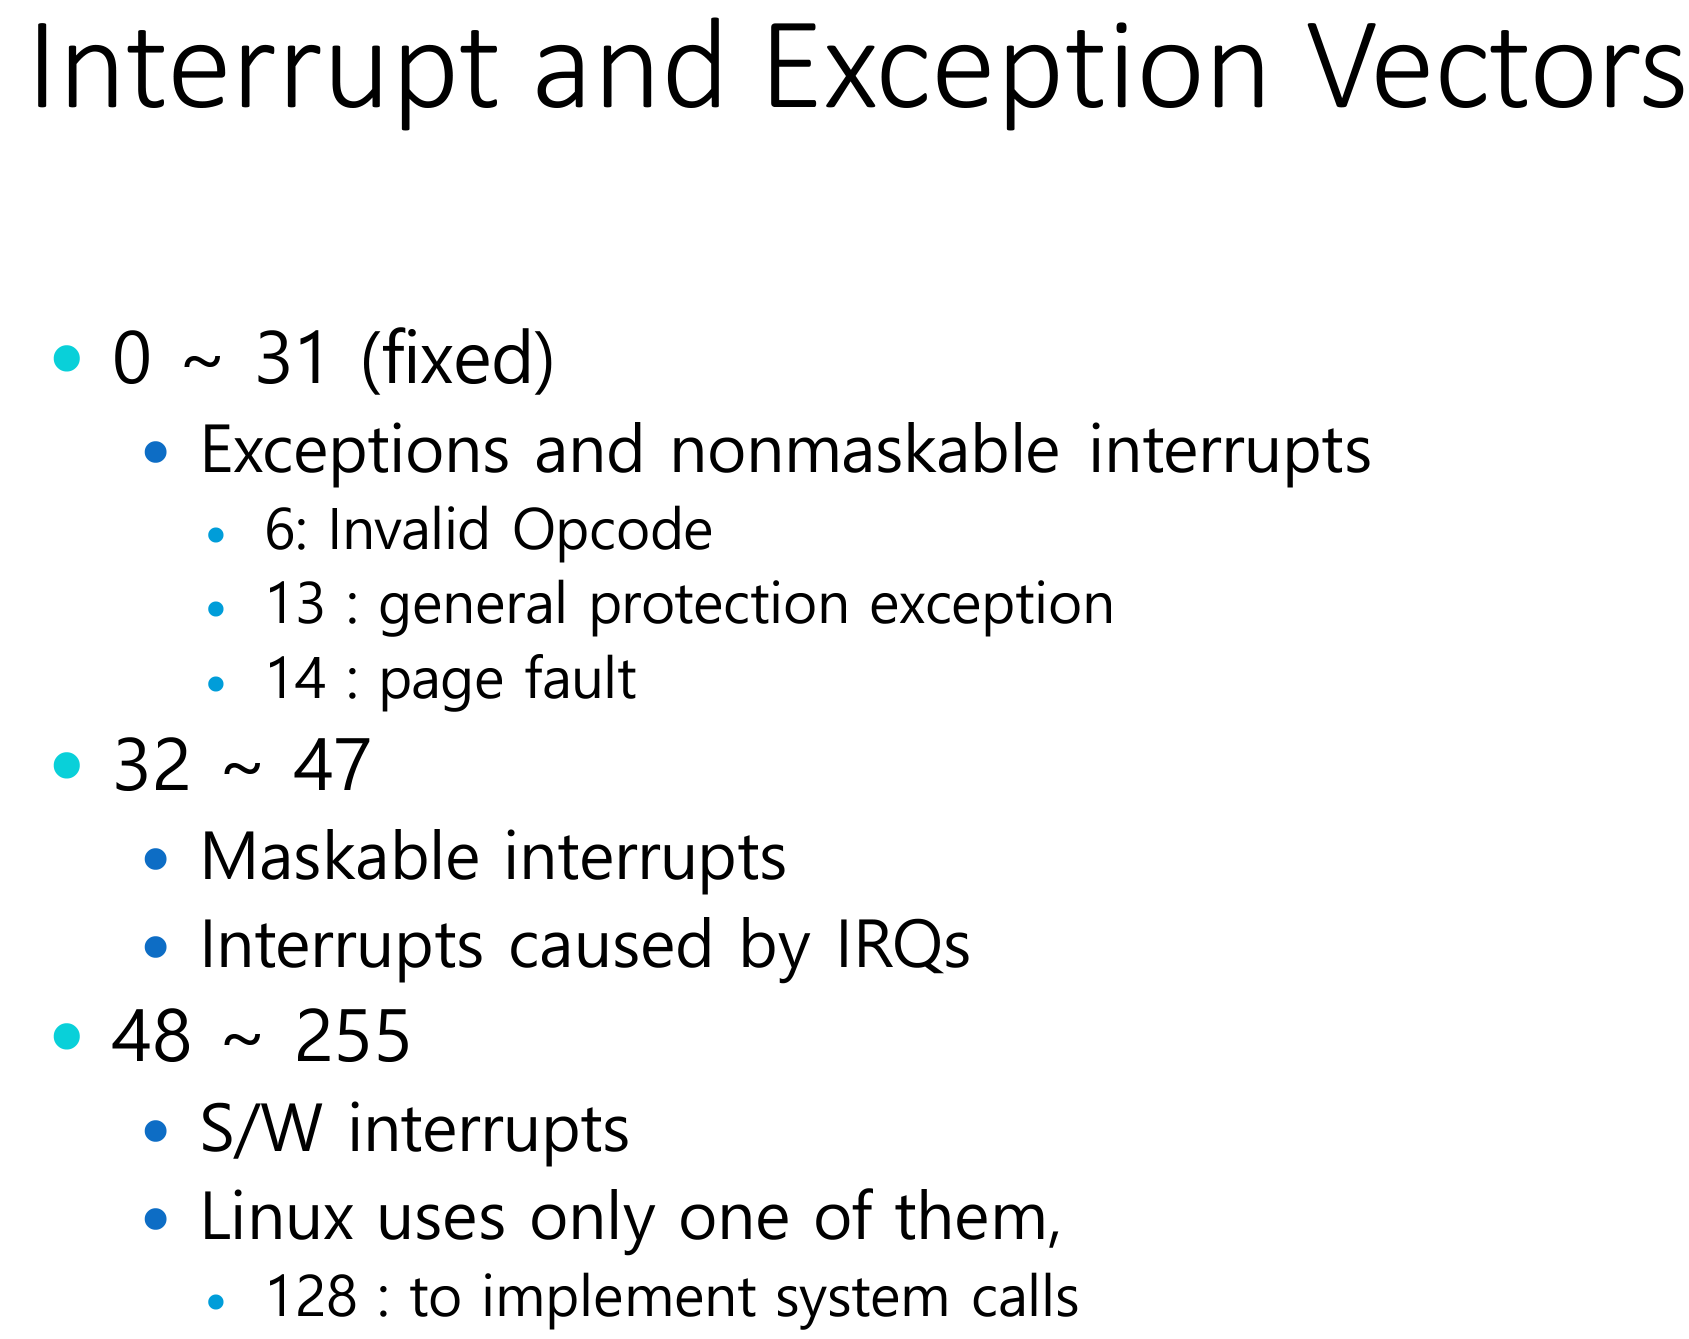 Interrupt and Exception Vectors
• 0 ~ 31 (fixed)
• Exceptions and nonmaskable interrupts
• 6: Invalid Opcode
• 13 : general protection exception
• 14 : page fault
• 32 ~ 47
• Maskable interrupts
• Interrupts caused by IRQs
• 48 ~ 255
• S/W interrupts
• Linux uses only one of them,
• 128 : to implement system calls